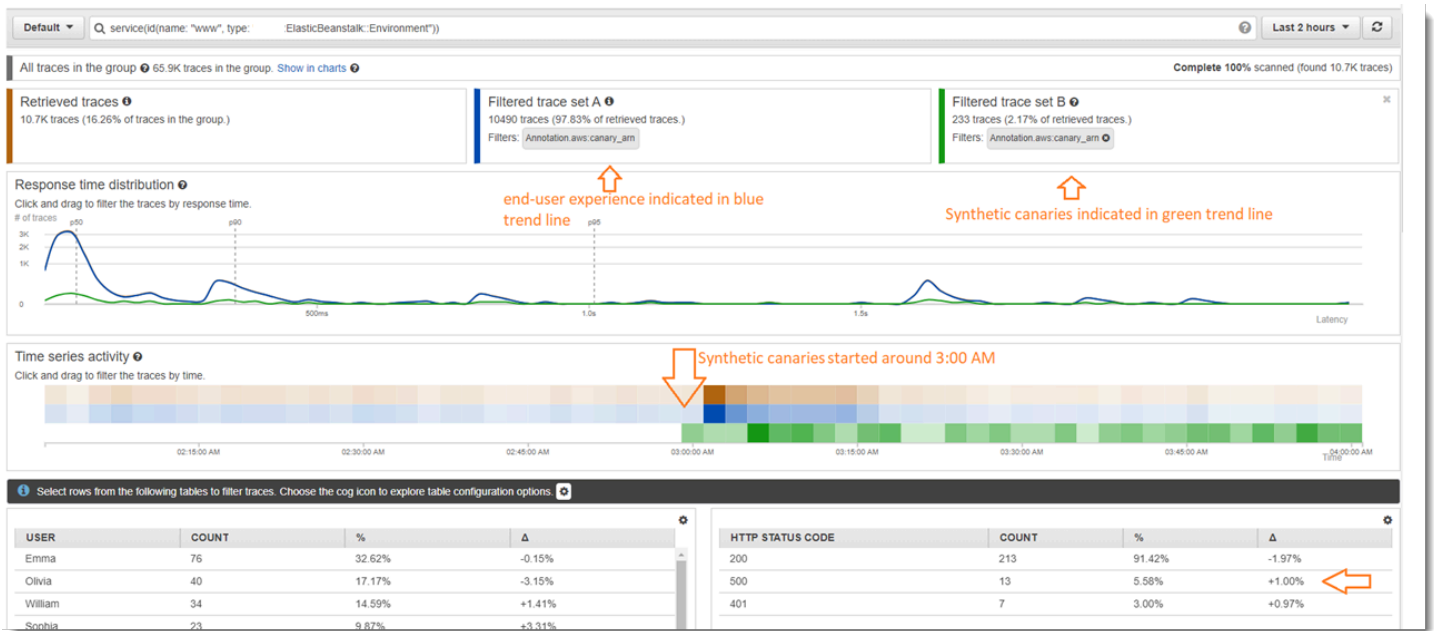 Default
service(id(name: "www", type: :ElasticBeanstalk::Environment"))
Last 2 hours
All traces in the group 65.9K traces in the group. Show in charts
Complete 100% scanned (found 10.7K traces)
Retrieved traces
10.7K traces (16.26% of traces in the group.)
Filtered trace set A
10490 traces (97.83% of retrieved traces.)
Filters: Annotation.aws:canary_arn
Filtered trace set B
233 traces (2.17% of retrieved traces.)
Filters: Annotation.aws:canary_arn
Response time distribution
Click and drag to filter the traces by response time.
end-user experience indicated in blue
trend line
Synthetic canaries indicated in green trend line
# of traces
p50
p90
p95
3K
2K
1K
0
500ms
1.0s
1.5s
Latency
Time series activity
Click and drag to filter the traces by time.
Synthetic canaries started around 3:00 AM
02:15:00 AM
02:30:00 AM
02:45:00 AM
03:00:00 AM
03:15:00 AM
03:30:00 AM
03:45:00 AM
04:00:00 AM
Time
Select rows from the following tables to filter traces. Choose the cog icon to explore table configuration options.
USER COUNT % Δ
Emma 76 32.62% -0.15%
Olivia 40 17.17% -3.15%
William 34 14.59% +1.41%
Sophia 23 9.87% +3.31%
HTTP STATUS CODE COUNT % Δ
200 213 91.42% -1.97%
500 13 5.58% +1.00%
401 7 3.00% +0.97%